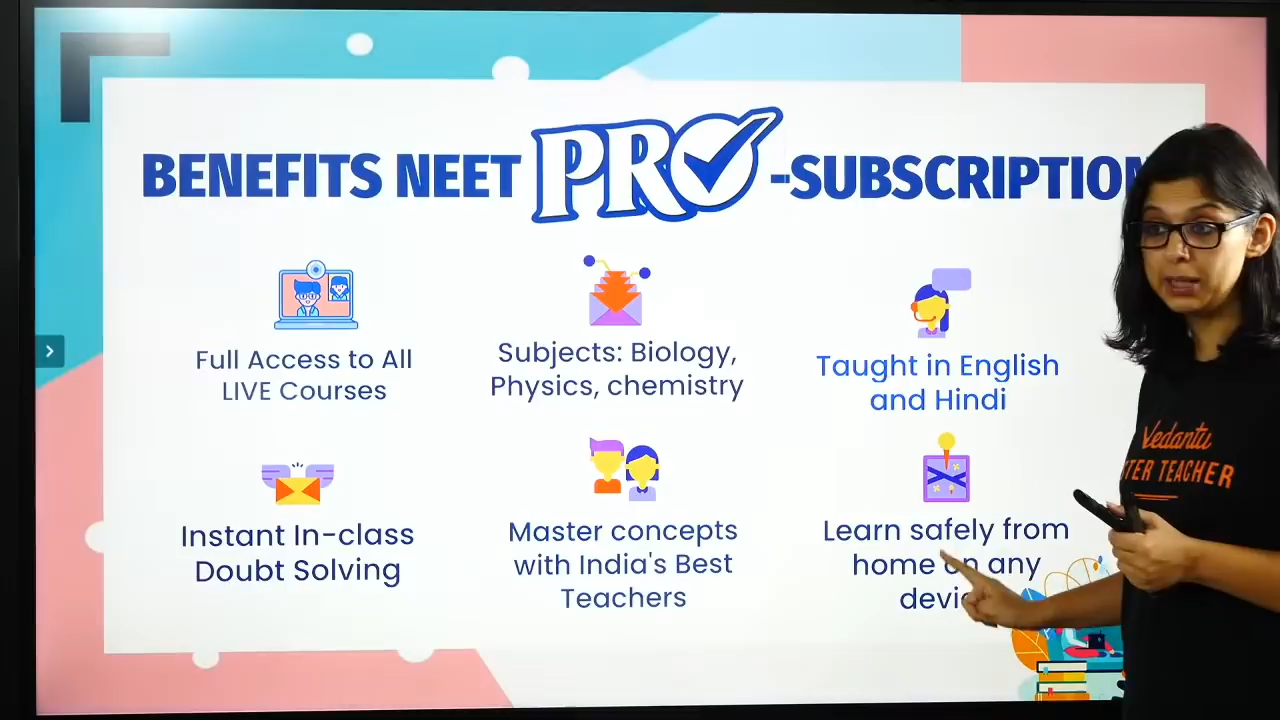 BENEFITS NEET PRO -SUBSCRIPTION
Full Access to All
LIVE Courses
Subjects: Biology,
Physics, chemistry
Taught in English
and Hindi
Instant In-class
Doubt Solving
Master concepts
with India's Best
Teachers
Learn safely from
home on any
Vedantu
TEACHER